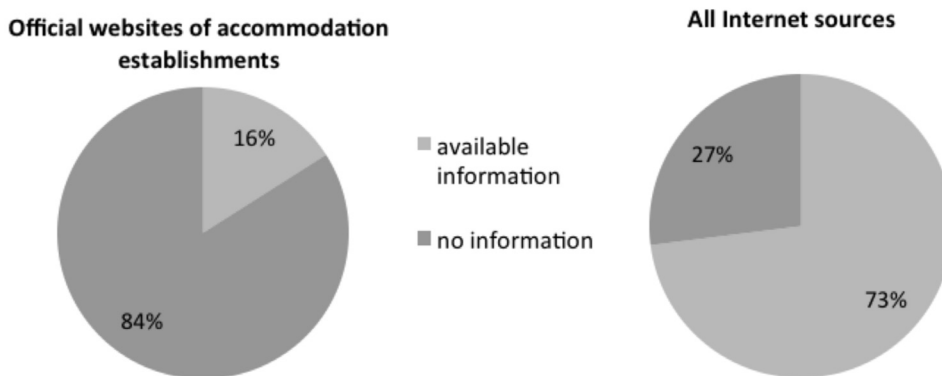 Official websites of accommodation
establishments
16%
84%
available
information
no information
All Internet sources
27%
73%